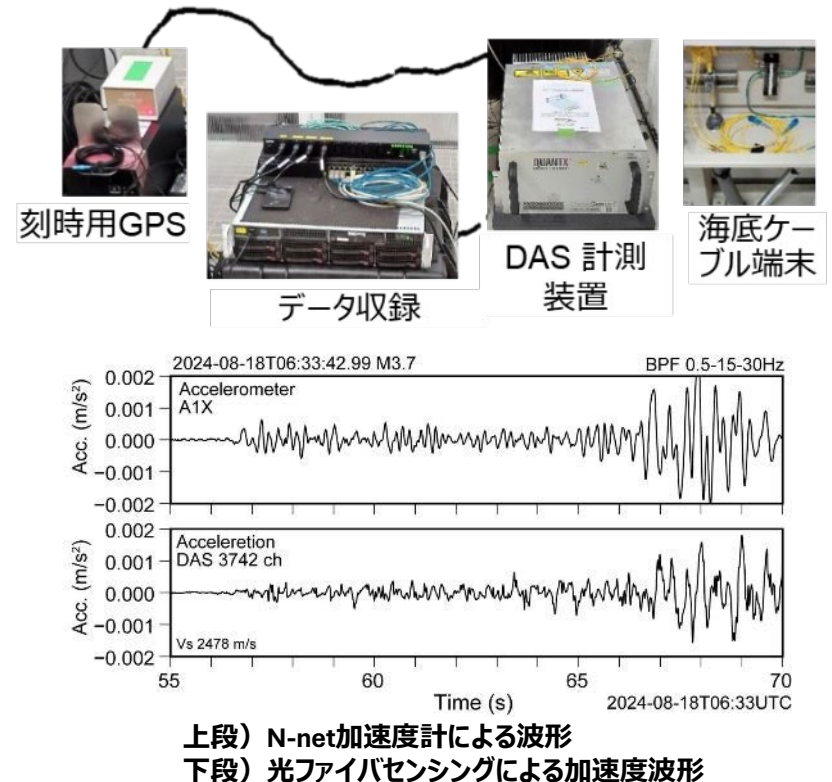 刻時用GPS
データ収録
QUANTX
DAS 計測
装置
海底ケー
ブル端末
2024-08-18T06:33:42.99 M3.7
BPF 0.5-15-30Hz
Accelerometer
A1X
Acc. (m/s²)
0.002
0.001
0.000
−0.001
−0.002
Acceleretion
DAS 3742 ch
Vs 2478 m/s
Acc. (m/s²)
0.002
0.001
0.000
−0.001
−0.002
55
60
65
70
Time (s)
2024-08-18T06:33UTC
上段）N-net加速度計による波形
下段）光ファイバセンシングによる加速度波形